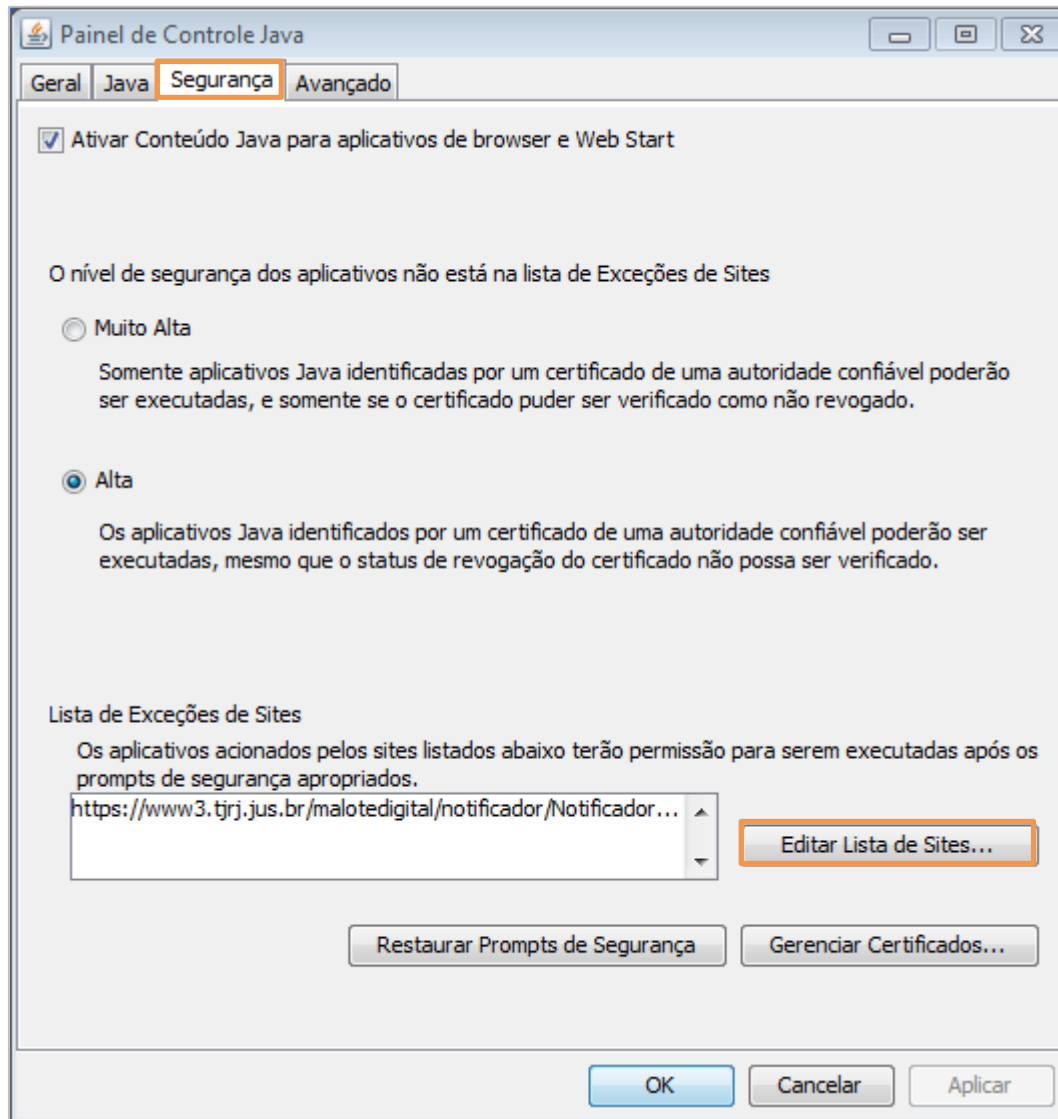 Painel de Controle Java
Geral Java Segurança Avançado
Ativar Conteúdo Java para aplicativos de browser e Web Start
O nível de segurança dos aplicativos não está na lista de Exceções de Sites
Muito Alta
Somente aplicativos Java identificadas por um certificado de uma autoridade confiável poderão
ser executadas, e somente se o certificado puder ser verificado como não revogado.
Alta
Os aplicativos Java identificados por um certificado de uma autoridade confiável poderão ser
executadas, mesmo que o status de revogação do certificado não possa ser verificado.
Lista de Exceções de Sites
Os aplicativos acionados pelos sites listados abaixo terão permissão para serem executadas após os
prompts de segurança apropriados.
https://www3.tjrj.jus.br/malotedigital/notificador/Notificador...
Editar Lista de Sites...
Restaurar Prompts de Segurança Gerenciar Certificados...
OK Cancelar Aplicar